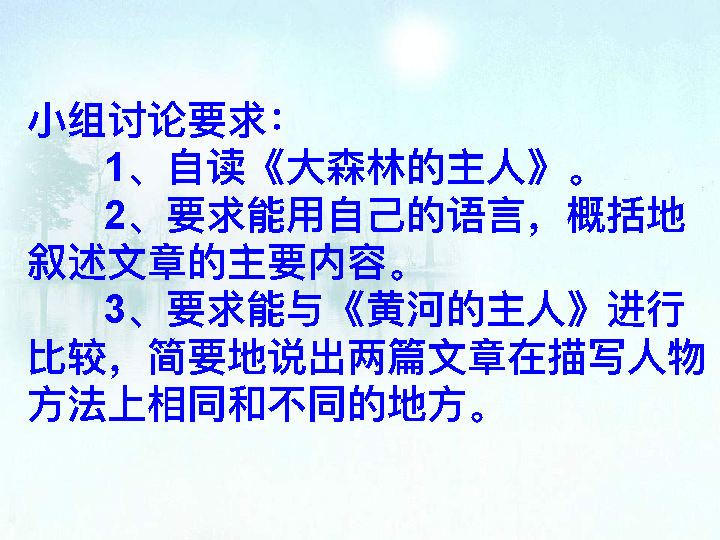 小组讨论要求：
1、自读《大森林的主人》。
2、要求能用自己的语言，概括地
叙述文章的主要内容。
3、要求能与《黄河的主人》进行
比较，简要地说出两篇文章在描写人物
方法上相同和不同的地方。